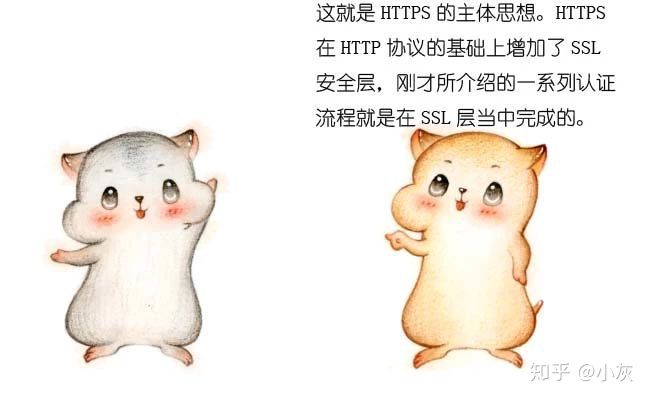 这就是 HTTPS 的主体思想。HTTPS
在 HTTP 协议的基础上增加了 SSL
安全层，刚才所介绍的一系列认证
流程就是在 SSL 层当中完成的。
知乎 @小灰